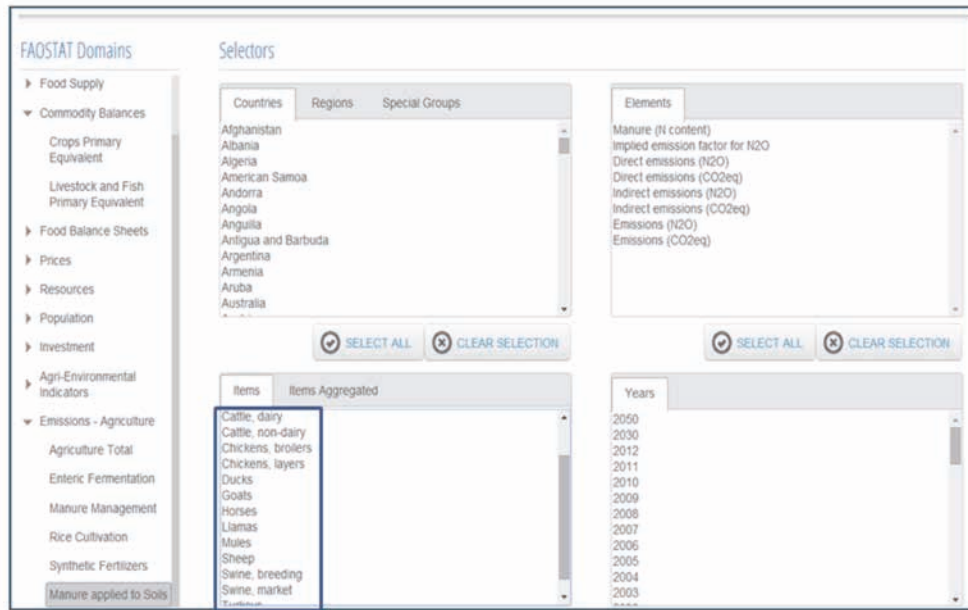 FAOSTAT Domains
Food Supply
Commodity Balances
Crops Primary
Equivalent
Livestock and Fish
Primary Equivalent
Food Balance Sheets
Prices
Resources
Population
Investment
Agri-Environmental
Indicators
Emissions - Agriculture
Agriculture Total
Enteric Fermentation
Manure Management
Rice Cultivation
Synthetic Fertilizers
Manure applied to Soils
Selectors
Countries Regions Special Groups
Afghanistan
Albania
Algeria
American Samoa
Andorra
Angola
Anguilla
Antigua and Barbuda
Argentina
Armenia
Aruba
Australia
SELECT ALL CLEAR SELECTION
Elements
Manure (N content)
Implied emission factor for N2O
Direct emissions (N2O)
Direct emissions (CO2eq)
Indirect emissions (N2O)
Indirect emissions (CO2eq)
Emissions (N2O)
Emissions (CO2eq)
SELECT ALL CLEAR SELECTION
Items Items Aggregated
Cattle, dairy
Cattle, non-dairy
Chickens, broilers
Chickens, layers
Ducks
Goats
Horses
Llamas
Mules
Sheep
Swine, breeding
Swine, market
Turkeys
Years
2050
2030
2012
2011
2010
2009
2008
2007
2006
2005
2004
2003